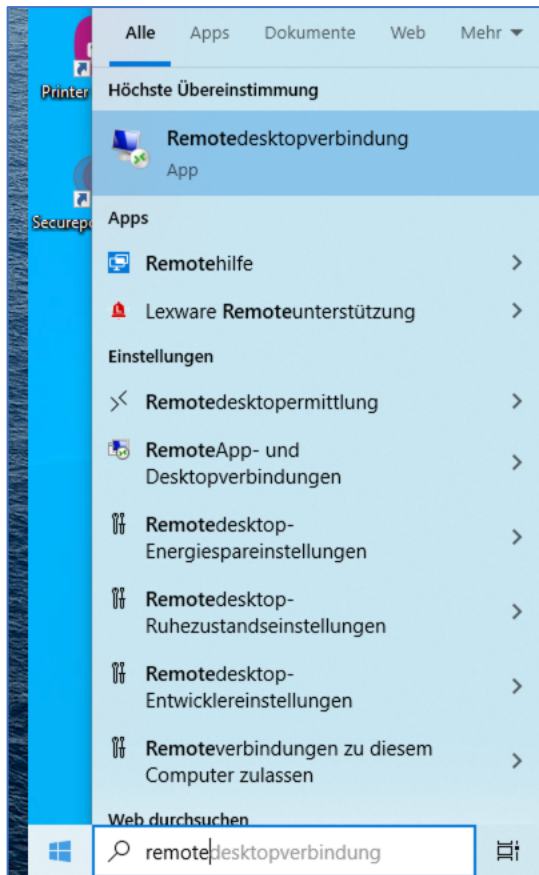 Alle Apps Dokumente Web Mehr
Printer
Höchste Übereinstimmung
Remotedesktopverbindung
App
Apps
Remotehilfe
Lexware Remoteunterstützung
Einstellungen
Remotedesktopermittlung
RemoteApp- und
Desktopverbindungen
Remotedesktop-
Energiespareinstellungen
Remotedesktop-
Ruhezustandseinstellungen
Remotedesktop-
Entwicklereinstellungen
Remoteverbindungen zu diesem
Computer zulassen
Web durchsuchen
remotedesktopverbindung